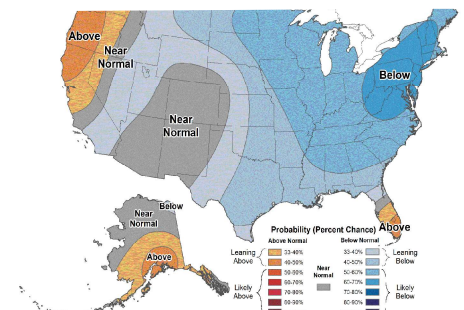 Above
Near
Normal
Below
Near
Normal
Below
Near
Normal
Above
Above
Probability (Percent Chance)
Above Normal
Below Normal
Leaning
Above
33-40%
40-50%
50-60%
60-70%
70-80%
80-90%
Likely
Above
Near
Normal
33-40%
40-50%
50-60%
60-70%
70-80%
80-90%
Leaning
Below
Likely
Below